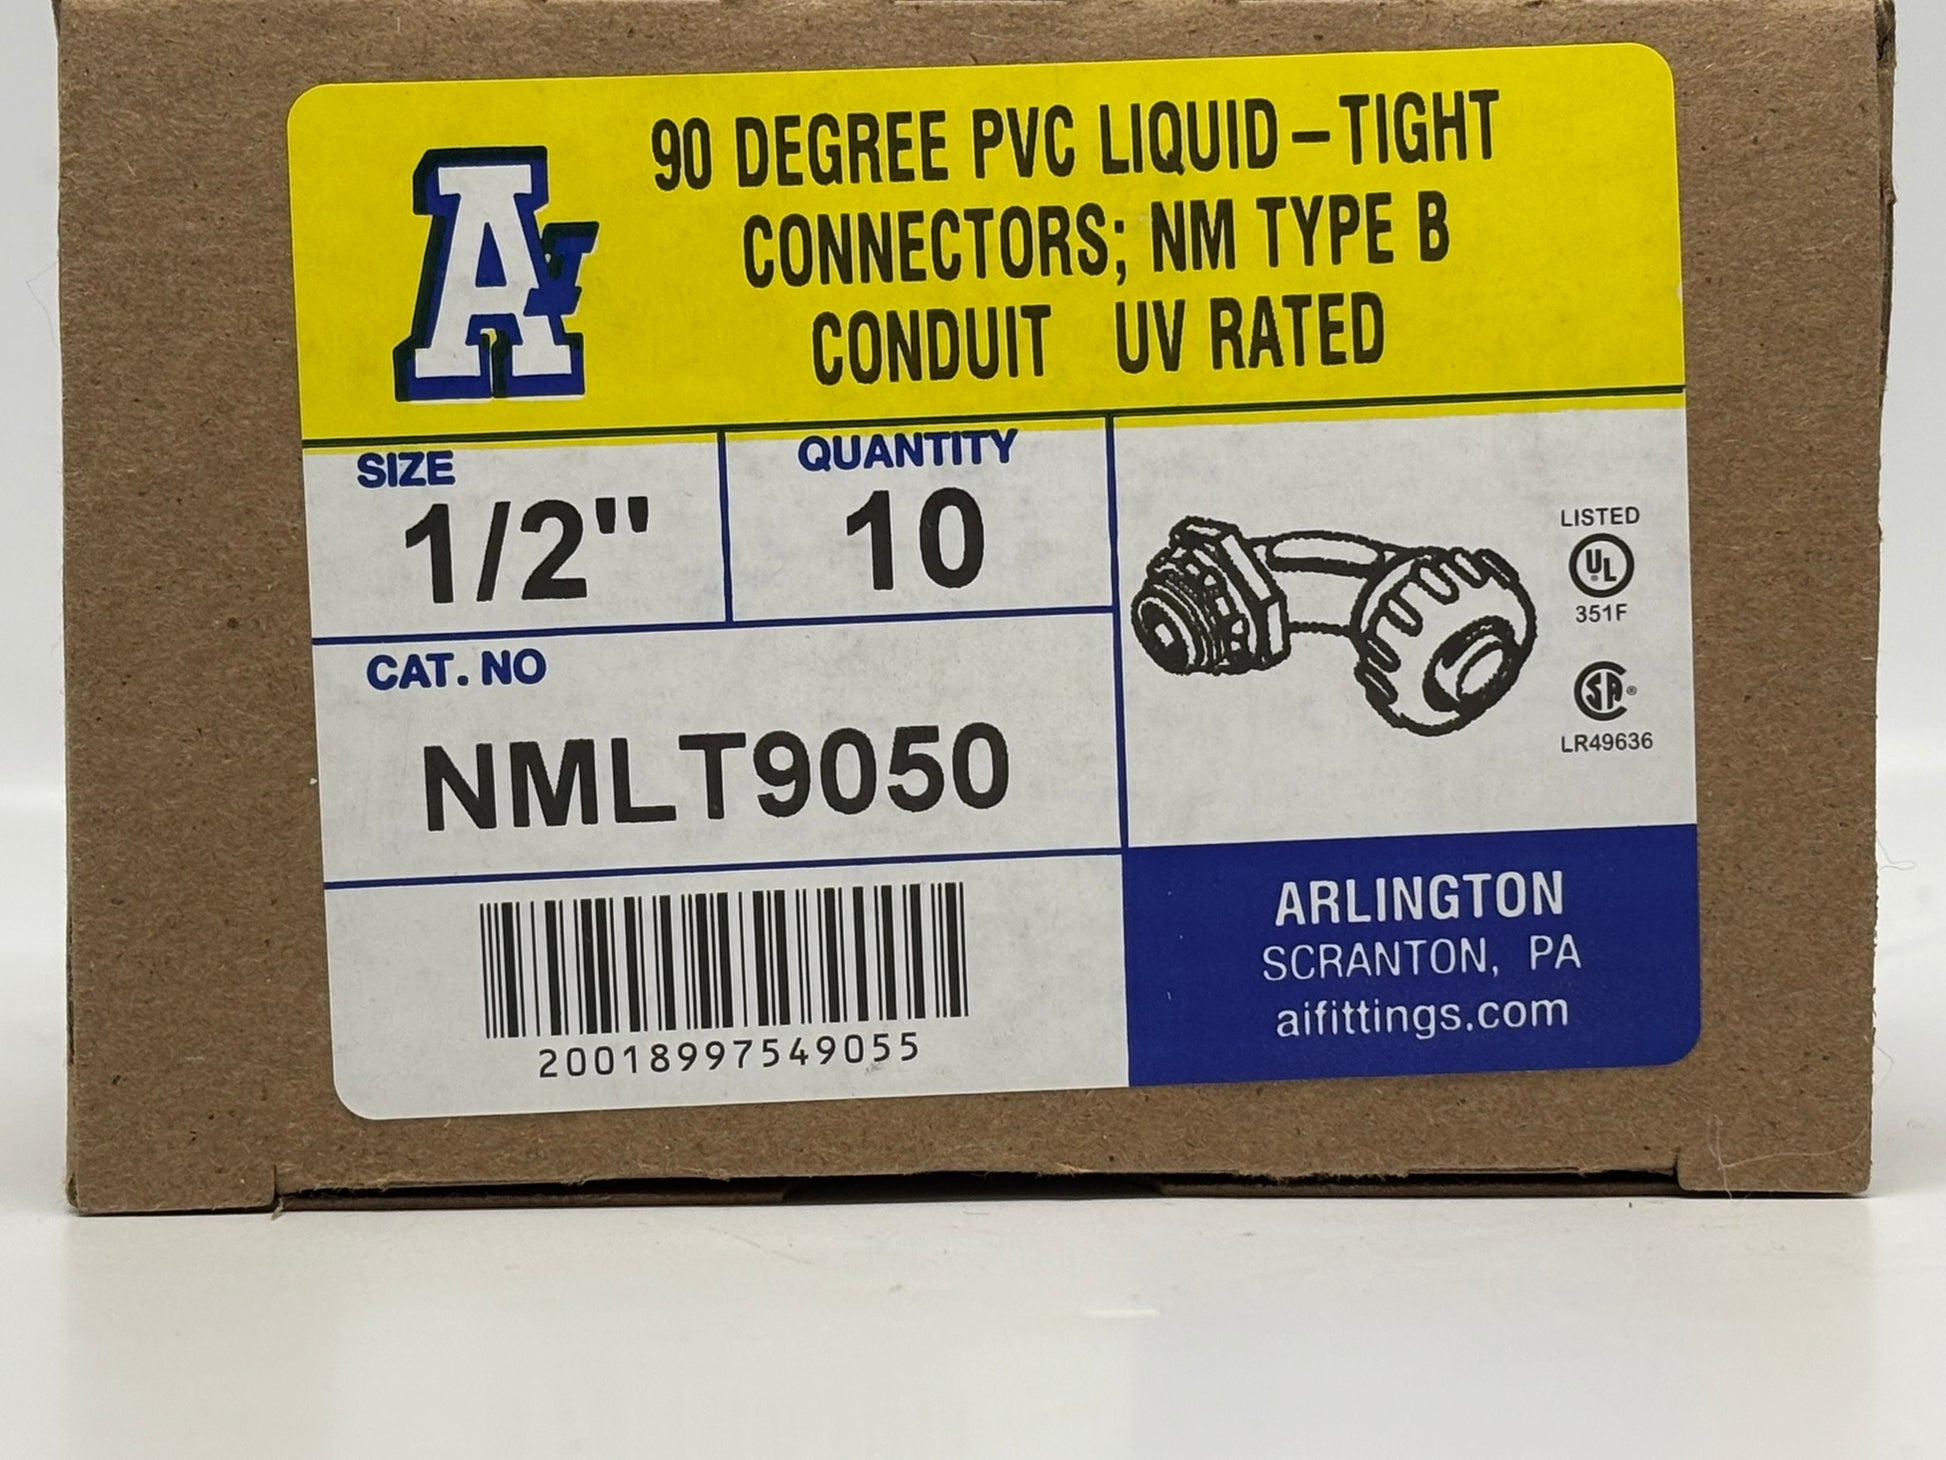 90 DEGREE PVC LIQUID-TIGHT
CONNECTORS; NM TYPE B
CONDUIT UV RATED
A
SIZE
1/2"
QUANTITY
10
LISTED
UL
351F
SA®
LR49636
CAT. NO
NMLT9050
20018997549055
ARLINGTON
SCRANTON, PA
aifittings.com